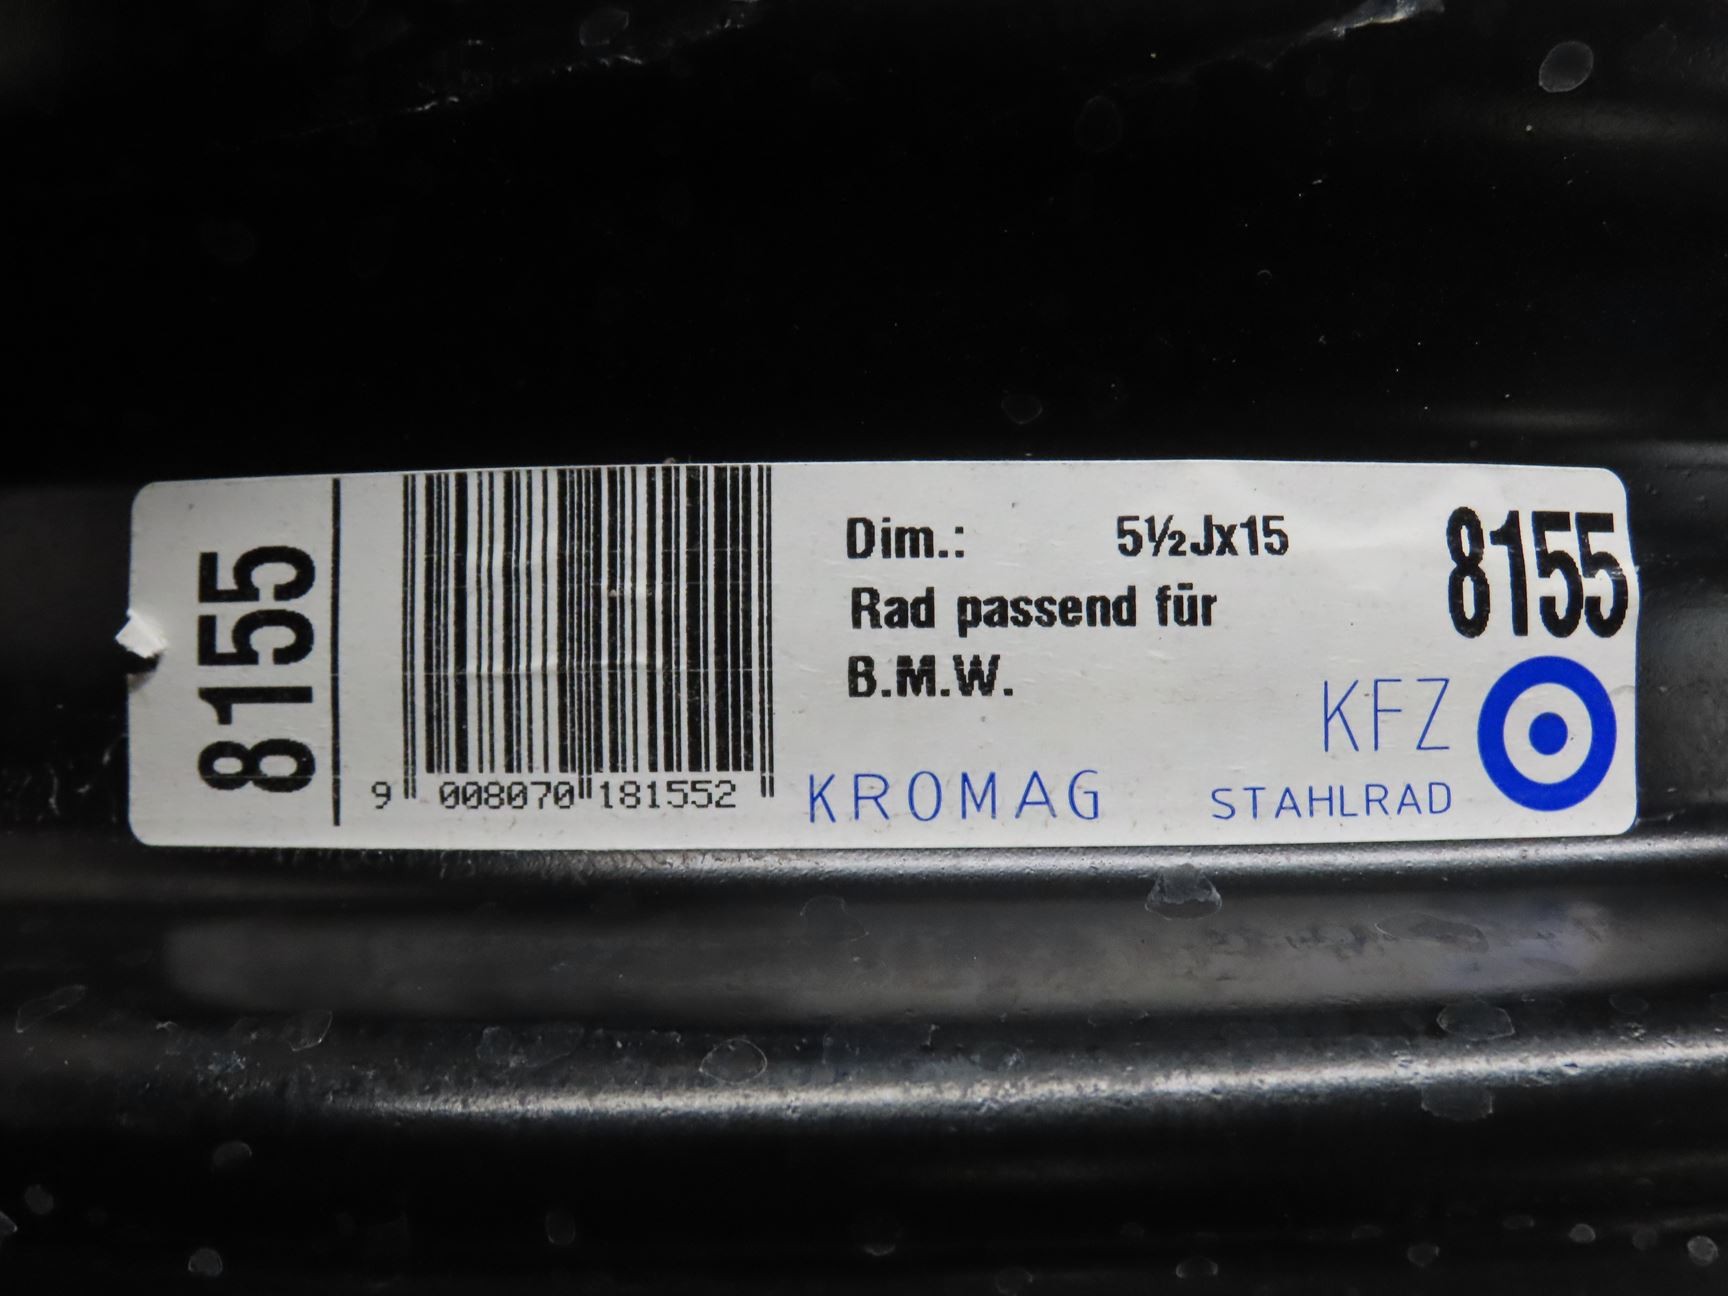 8155
9 008070 181552
Dim.: 5½Jx15
Rad passend für
B.M.W.
KROMAG
8155
KFZ
STAHLRAD